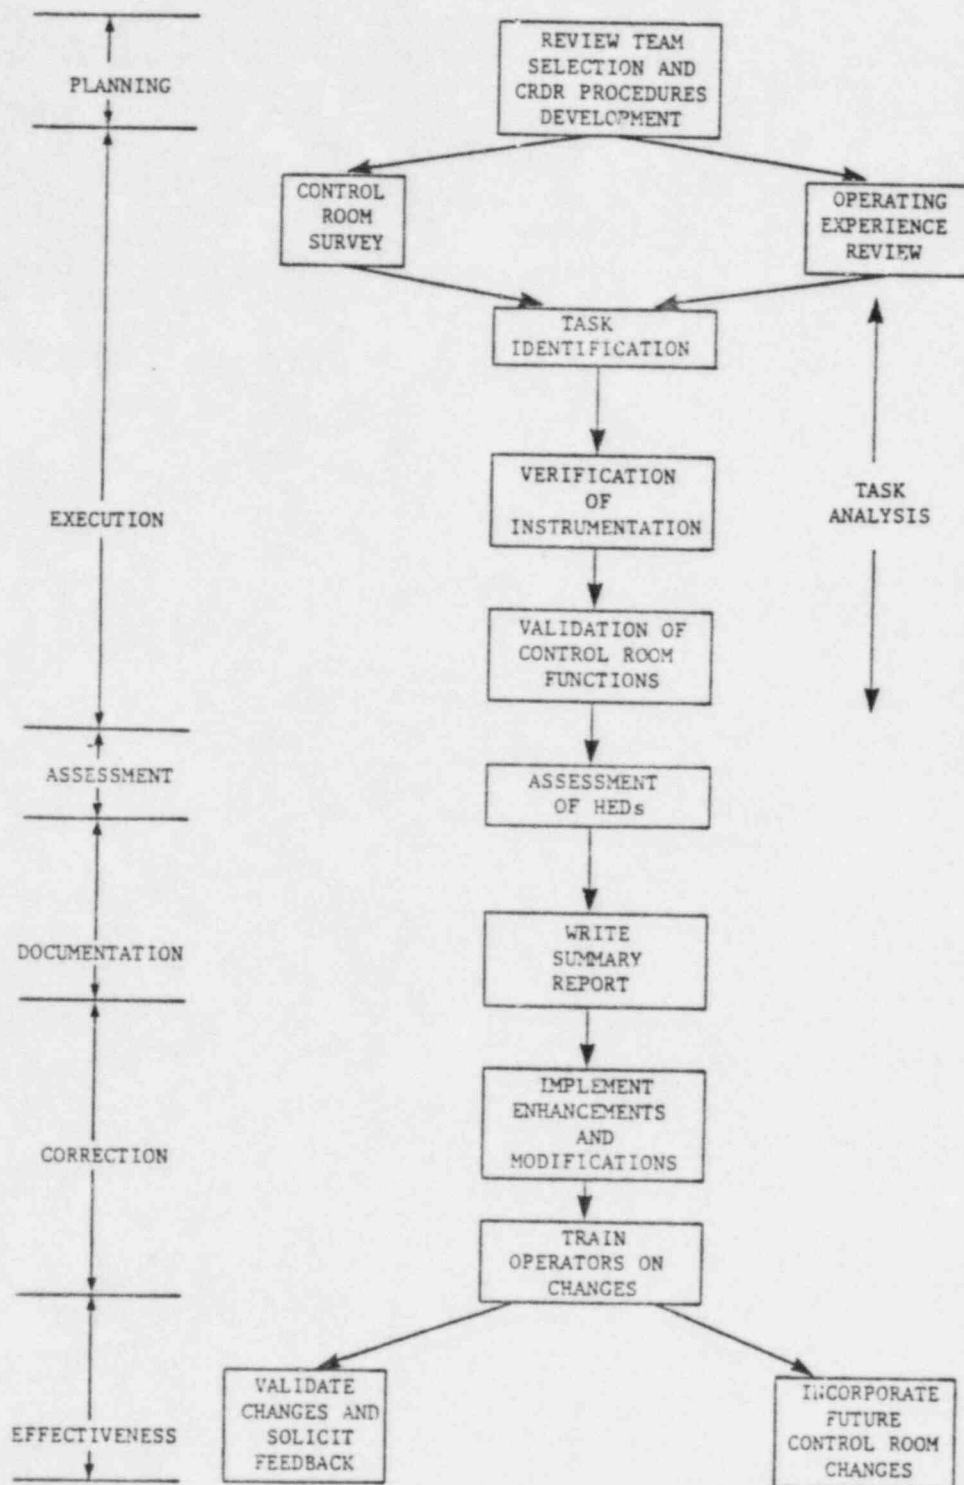 PLANNING
REVIEW TEAM
SELECTION AND
CRDR PROCEDURES
DEVELOPMENT
CONTROL
ROOM
SURVEY
OPERATING
EXPERIENCE
REVIEW
TASK
IDENTIFICATION
EXECUTION
VERIFICATION
OF
INSTRUMENTATION
TASK
ANALYSIS
VALIDATION OF
CONTROL ROOM
FUNCTIONS
ASSESSMENT
ASSESSMENT
OF HEDs
DOCUMENTATION
WRITE
SUMMARY
REPORT
CORRECTION
IMPLEMENT
ENHANCEMENTS
AND
MODIFICATIONS
TRAIN
OPERATORS ON
CHANGES
EFFECTIVENESS
VALIDATE
CHANGES AND
SOLICIT
FEEDBACK
INCORPORATE
FUTURE
CONTROL ROOM
CHANGES